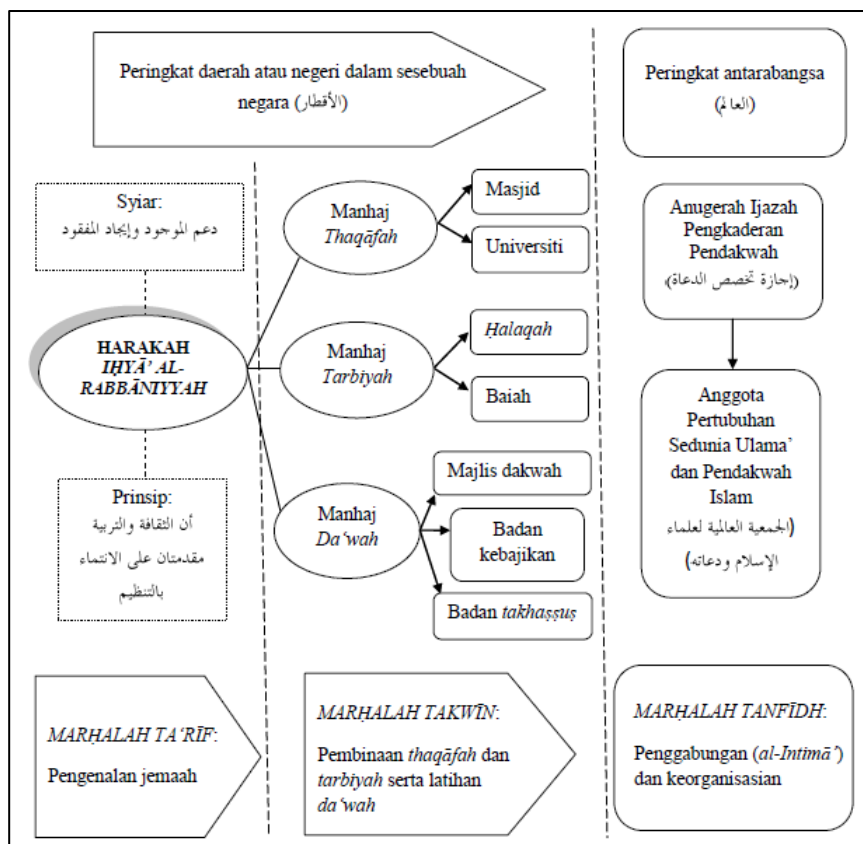 Peringkat daerah atau negeri dalam sesebuah
negara (الأقطار)
Peringkat antarabangsa
(العالم)
Syiar:
دعم الموجود وإيجاد المفقود
HARAKAH
IḤYĀ’ AL-
RABBĀNIYYAH
Prinsip:
أن الثقافة والتربية
مقدمتان على الانتماء
بالتنظيم
Manhaj
Thaqāfah
Masjid
Universiti
Manhaj
Tarbiyah
Ḥalaqah
Baiah
Manhaj
Da‘wah
Majlis dakwah
Badan
kebajikan
Badan takhaṣṣuṣ
Anugerah Ijazah
Pengkaderan
Pendakwah
(إجازة تخصص الدعاة)
Anggota
Pertubuhan
Sedunia Ulama’
dan Pendakwah
Islam
(الجمعية العالمية لعلماء
الإسلام ودعاته)
MARḤALAH TA‘RĪF:
Pengenalan jemaah
MARḤALAH TAKWĪN:
Pembinaan thaqāfah dan
tarbiyah serta latihan
da‘wah
MARḤALAH TANFĪDH:
Penggabungan (al-Intimā’)
dan keorganisasian